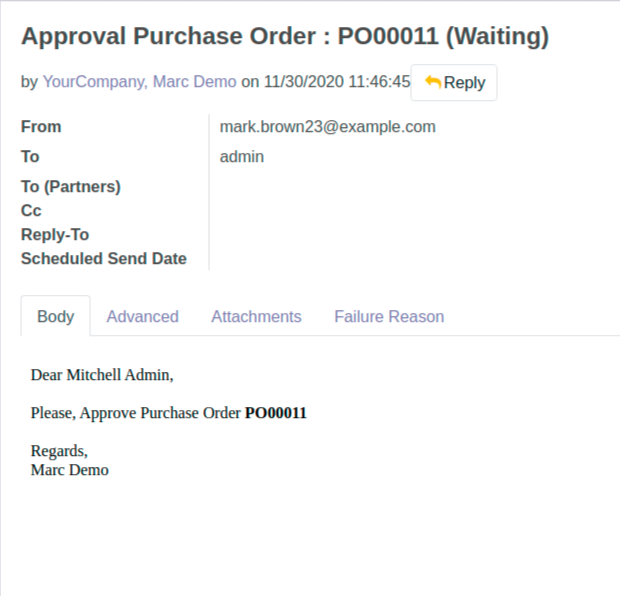 Approval Purchase Order : PO00011 (Waiting)
by YourCompany, Marc Demo on 11/30/2020 11:46:45 Reply
From mark.brown23@example.com
To admin
To (Partners)
Cc
Reply-To
Scheduled Send Date
Body Advanced Attachments Failure Reason
Dear Mitchell Admin,
Please, Approve Purchase Order PO00011
Regards,
Marc Demo